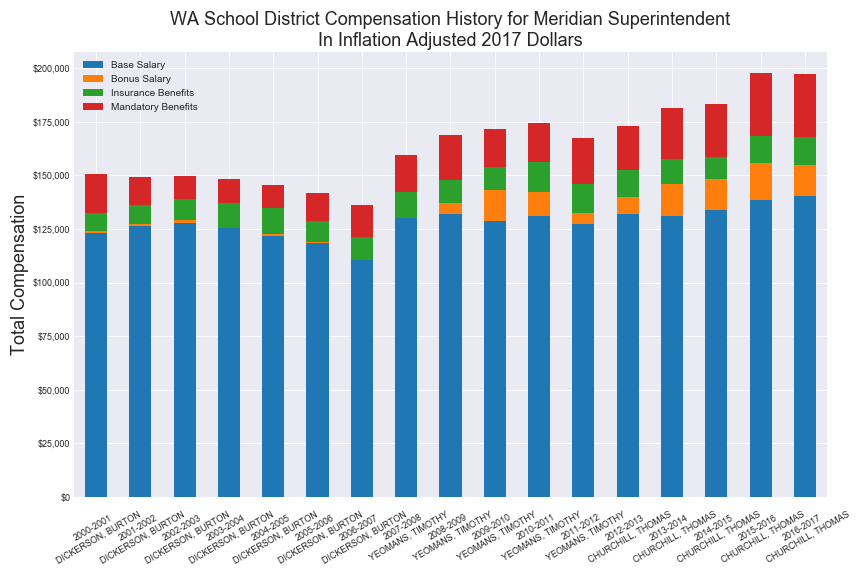 WA School District Compensation History for Meridian Superintendent
In Inflation Adjusted 2017 Dollars
Base Salary
Bonus Salary
Insurance Benefits
Mandatory Benefits
Total Compensation
$200,000
$175,000
$150,000
$125,000
$100,000
$75,000
$50,000
$25,000
$0
2000-2001
DICKERSON, BURTON
2001-2002
DICKERSON, BURTON
2002-2003
DICKERSON, BURTON
2003-2004
DICKERSON, BURTON
2004-2005
DICKERSON, BURTON
2005-2006
DICKERSON, BURTON
2006-2007
DICKERSON, BURTON
2007-2008
YEOMANS, TIMOTHY
2008-2009
YEOMANS, TIMOTHY
2009-2010
YEOMANS, TIMOTHY
2010-2011
YEOMANS, TIMOTHY
2011-2012
YEOMANS, TIMOTHY
2012-2013
CHURCHILL, THOMAS
2013-2014
CHURCHILL, THOMAS
2014-2015
CHURCHILL, THOMAS
2015-2016
CHURCHILL, THOMAS
2016-2017
CHURCHILL, THOMAS